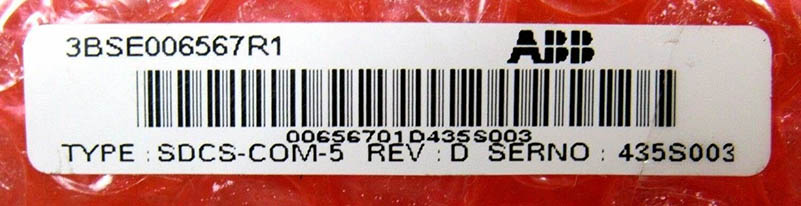 3BSE006567R1 ABB
00656701D435S003
TYPE : SDCS-COM-5 REV : D SERNO : 435S003